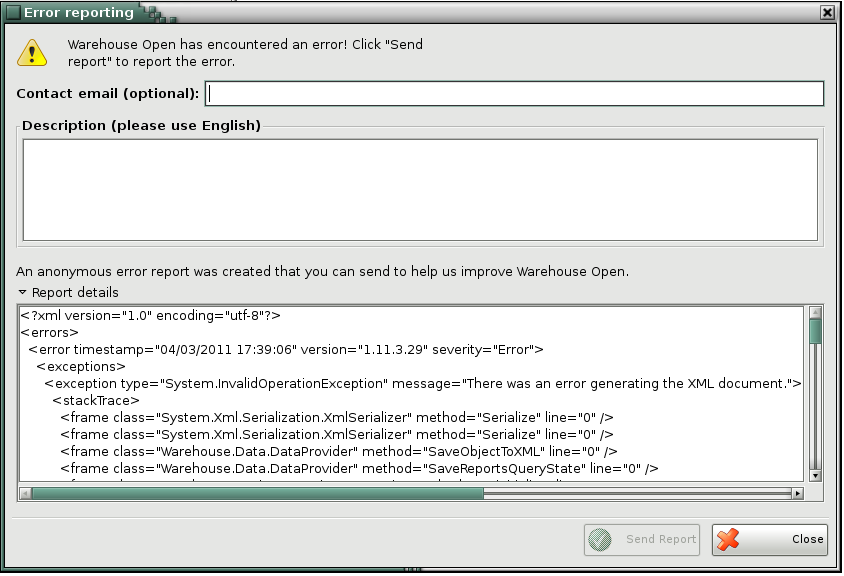 Error reporting
Warehouse Open has encountered an error! Click "Send
report" to report the error.
Contact email (optional):
Description (please use English)
An anonymous error report was created that you can send to help us improve Warehouse Open.
Report details
<?xml version="1.0" encoding="utf-8"?>
<errors>
<error timestamp="04/03/2011 17:39:06" version="1.11.3.29" severity="Error">
<exceptions>
<exception type="System.InvalidOperationException" message="There was an error generating the XML document.">
<stackTrace>
<frame class="System.Xml.Serialization.XmlSerializer" method="Serialize" line="0" />
<frame class="System.Xml.Serialization.XmlSerializer" method="Serialize" line="0" />
<frame class="Warehouse.Data.DataProvider" method="SaveObjectToXML" line="0" />
<frame class="Warehouse.Data.DataProvider" method="SaveReportsQueryState" line="0" />
Send Report
Close